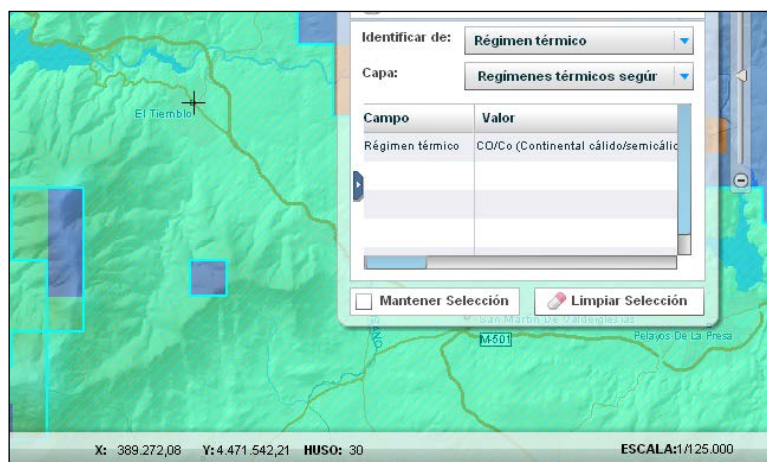 Identificar de: Régimen térmico
Capa: Regímenes térmicos segúr
Campo Valor
Régimen térmico CO/Co (Continental cálido/semicálic
El Tiemblo
Mantener Selección Limpiar Selección
San Martín De Valdeiglesias
M-501
Pelayos De La Presa
X: 389.272,08 Y: 4.471.542,21 HUSO: 30 ESCALA:1/125.000